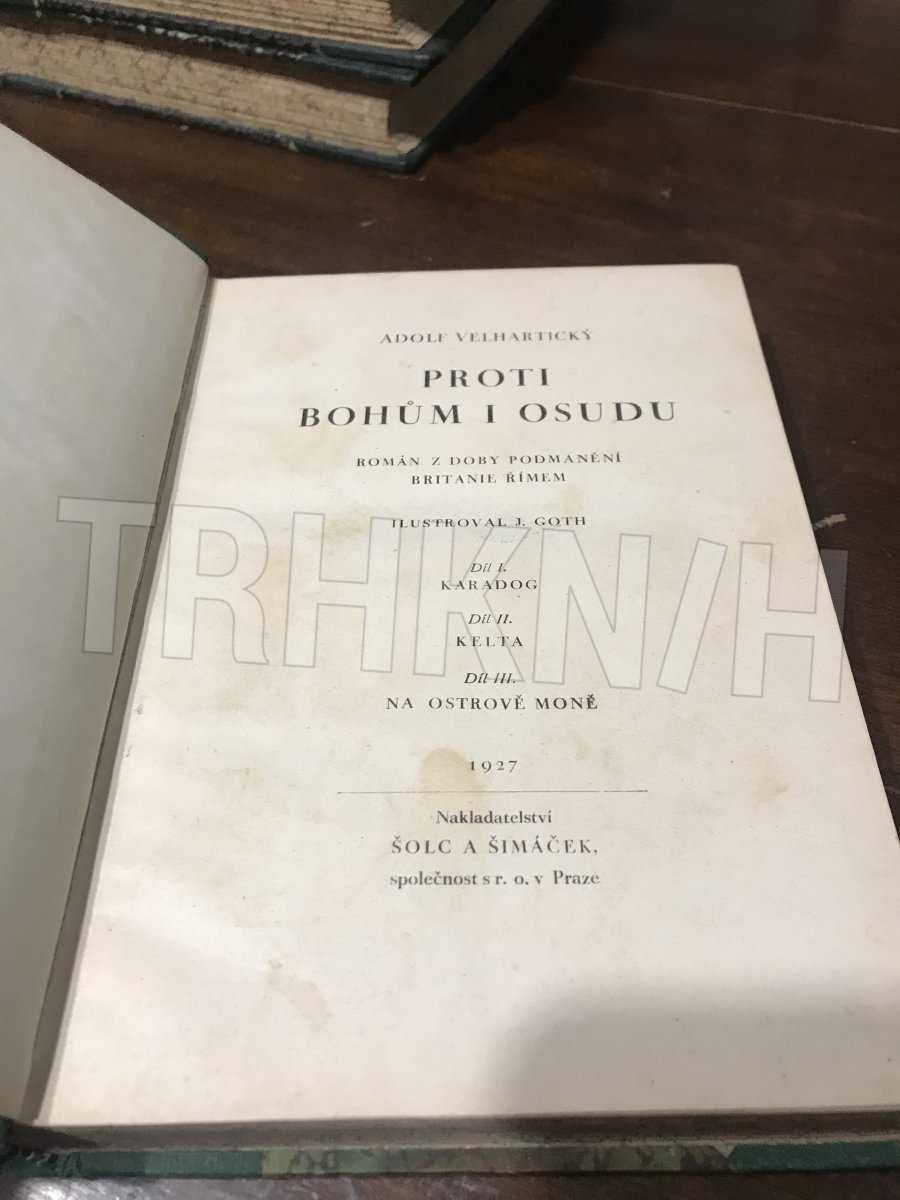 ADOLF VELHARTICKÝ
PROTI
BOHŮM I OSUDU
ROMÁN Z DOBY PODMANĚNÍ
BRITANIE ŘÍMEM
ILUSTROVAL J. GOTH
Díl I.
KARADOG
Díl II.
KELTA
Díl III.
NA OSTROVĚ MONĚ
1927
Nakladatelství
ŠOLC A ŠIMÁČEK,
společnost s r. o. v Praze
TRHKNIH